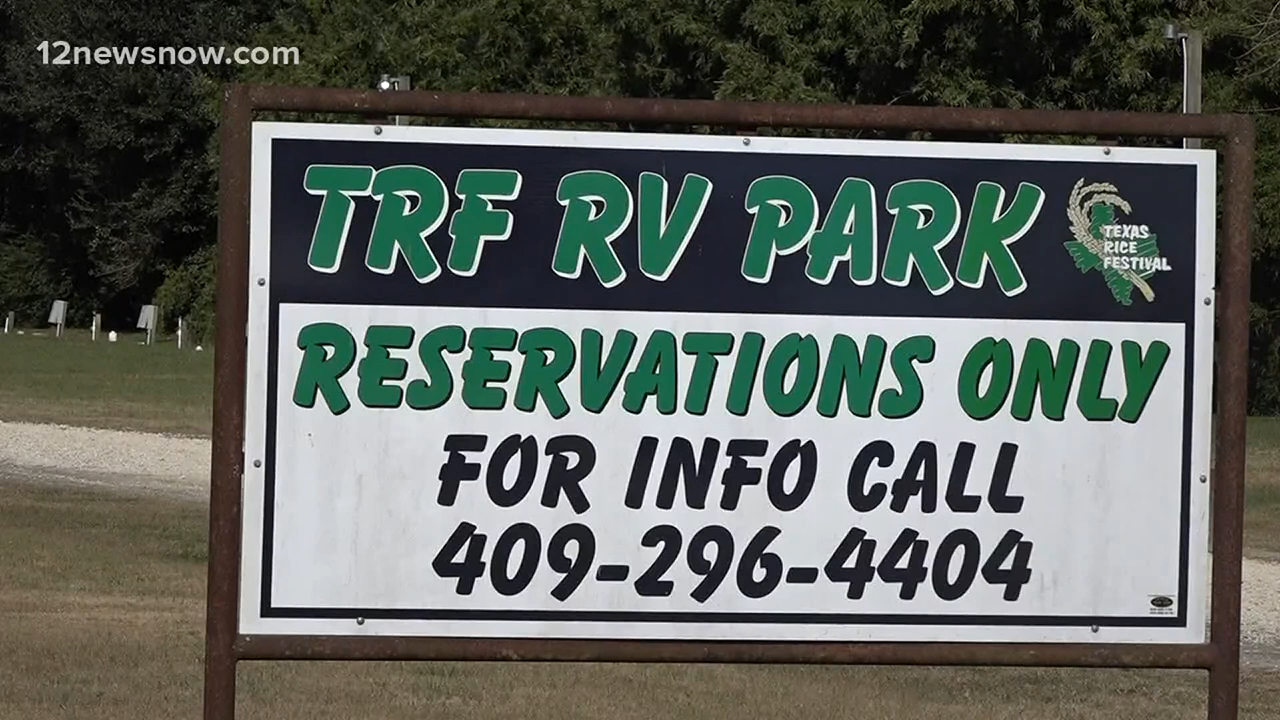 12newsnow.com
TRF RV PARK
TEXAS
RICE
FESTIVAL
RESERVATIONS ONLY
FOR INFO CALL
409-296-4404